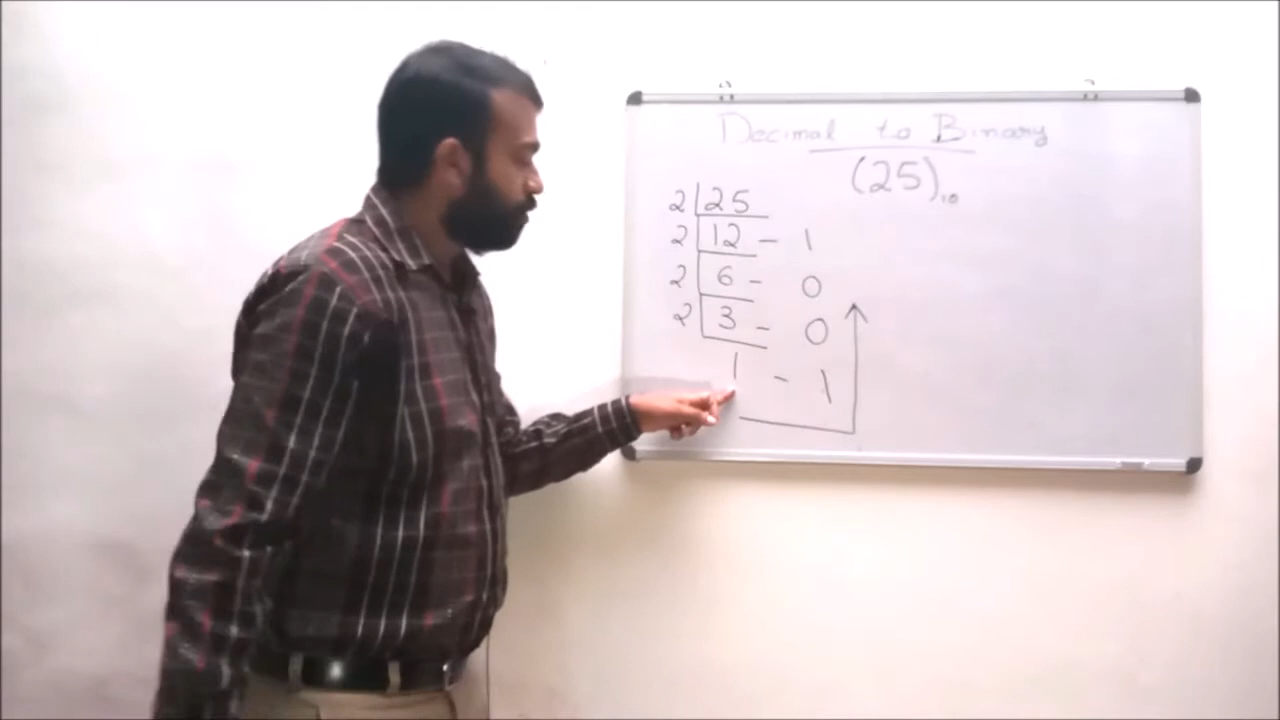 Decimal to Binary
(25)₁₀
2 | 25
2 | 12 - 1
2 | 6 - 0
2 | 3 - 0
1 - 1